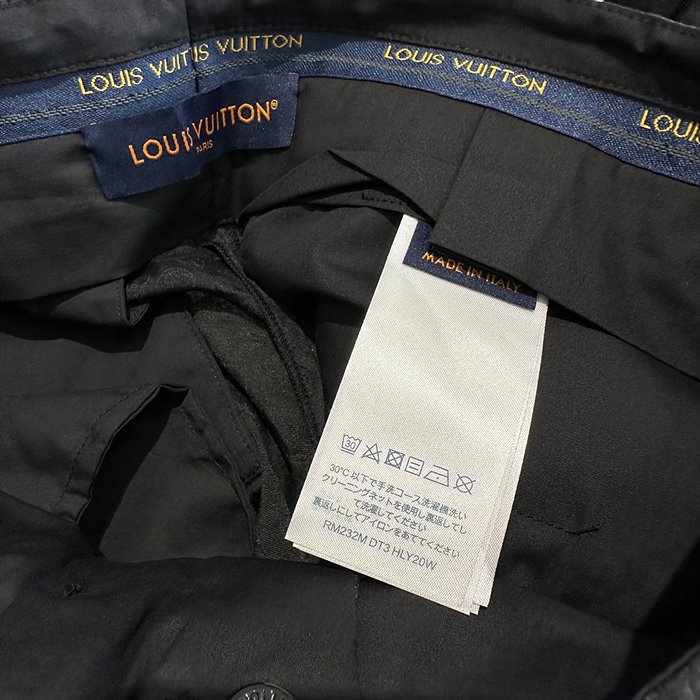 LOUIS VUITTON
LOUIS VUITTON
LOUIS
LOUIS VUITTON®
PARIS
MADE IN ITALY
30
30℃以下で手洗コース洗濯機洗い
クリーニングネットを使用し裏返してし
て洗濯してください
裏返しにしてアイロンをあててください
RM232M DT3 HLY20W